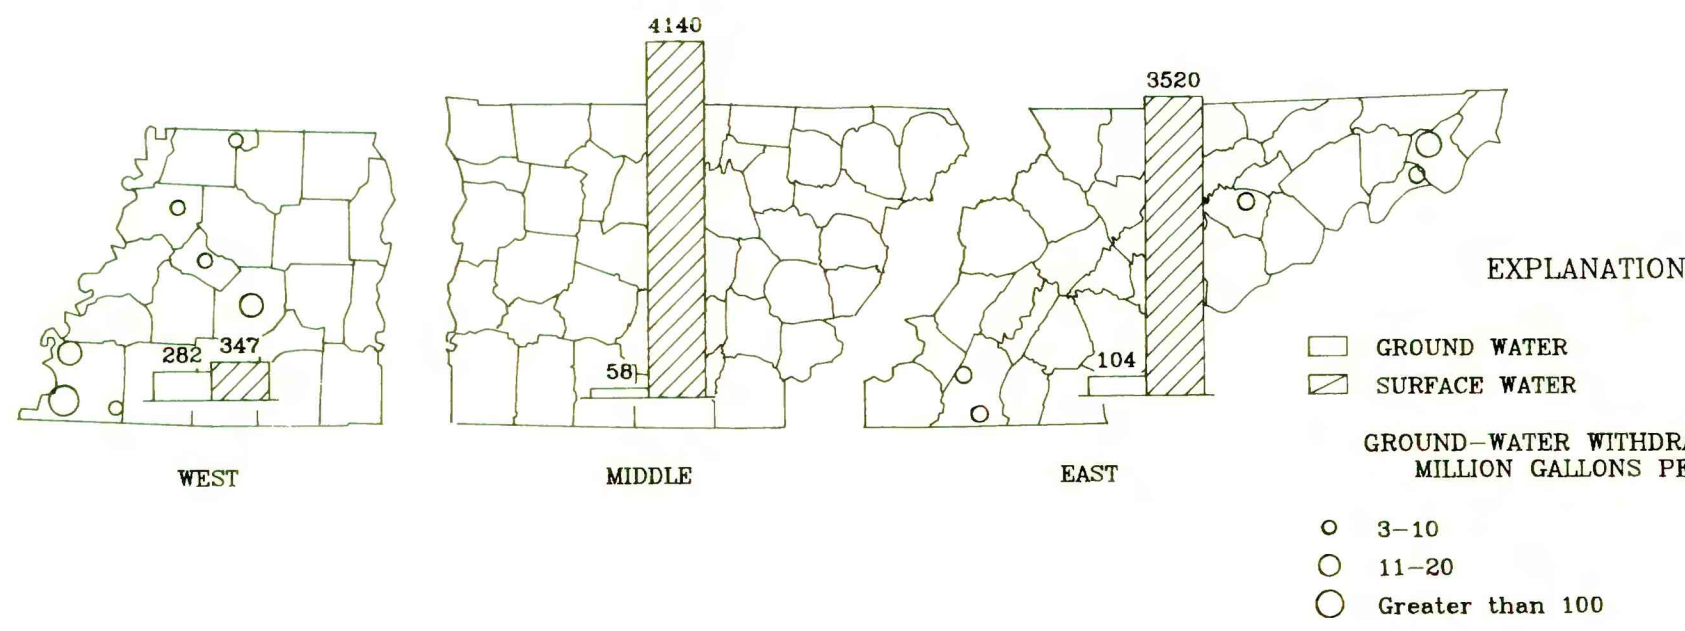 4140
3520
EXPLANATION
282 347
58
104
GROUND WATER
SURFACE WATER
GROUND-WATER WITHDRA
MILLION GALLONS PE
WEST
MIDDLE
EAST
3-10
11-20
Greater than 100